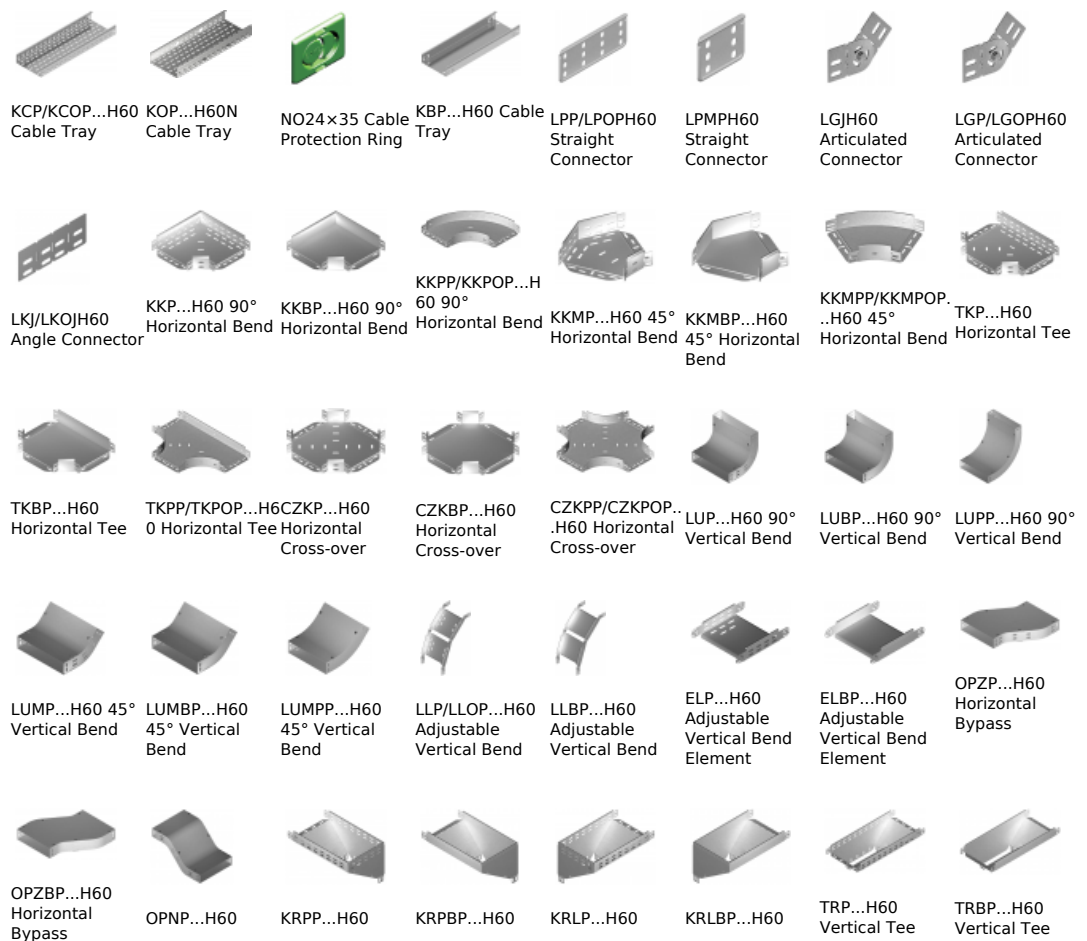 KCP/KCOP...H60
Cable Tray
KOP...H60N
Cable Tray
NO24×35 Cable
Protection Ring
KBP...H60 Cable
Tray
LPP/LPOPH60
Straight
Connector
LPMPH60
Straight
Connector
LGJH60
Articulated
Connector
LGP/LGOPH60
Articulated
Connector
LKJ/LKOJH60
Angle Connector
KKP...H60 90°
Horizontal Bend
KKBP...H60 90°
Horizontal Bend
KKPP/KKPOP...H
60 90°
Horizontal Bend
KKMP...H60 45°
Horizontal Bend
KKMBP...H60
45° Horizontal
Bend
KKMPP/KKMPOP.
..H60 45°
Horizontal Bend
TKP...H60
Horizontal Tee
TKBP...H60
Horizontal Tee
TKPP/TKPOP...H6
0 Horizontal Tee
CZKP...H60
Horizontal
Cross-over
CZKBP...H60
Horizontal
Cross-over
CZKPP/CZKPOP..
.H60 Horizontal
Cross-over
LUP...H60 90°
Vertical Bend
LUBP...H60 90°
Vertical Bend
LUPP...H60 90°
Vertical Bend
LUMP...H60 45°
Vertical Bend
LUMBP...H60
45° Vertical
Bend
LUMPP...H60
45° Vertical
Bend
LLP/LLOP...H60
Adjustable
Vertical Bend
LLBP...H60
Adjustable
Vertical Bend
ELP...H60
Adjustable
Vertical Bend
Element
ELBP...H60
Adjustable
Vertical Bend
Element
OPZP...H60
Horizontal
Bypass
OPZBP...H60
Horizontal
Bypass
OPNP...H60
KRPP...H60
KRPBP...H60
KRLP...H60
KRLBP...H60
TRP...H60
Vertical Tee
TRBP...H60
Vertical Tee